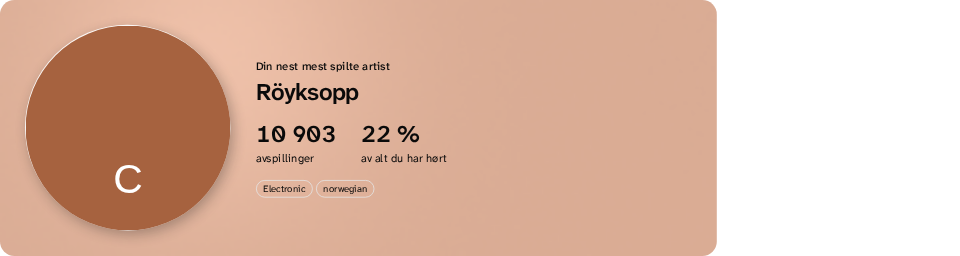 C
Din nest mest spilte artist
Röyksopp
10 903 22 %
avspillinger av alt du har hørt
Electronic norwegian